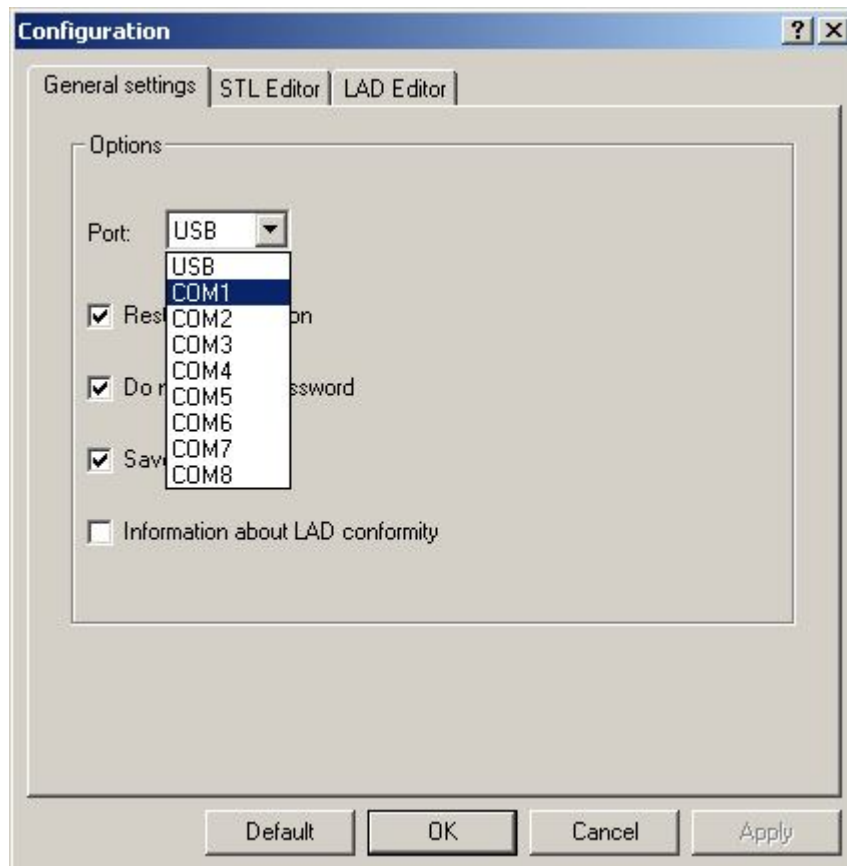 Configuration
General settings STL Editor LAD Editor
Options
Port: USB
USB
COM1
COM2
COM3
COM4
COM5
COM6
COM7
COM8
on
Do ssword
Information about LAD conformity
Default OK Cancel Apply